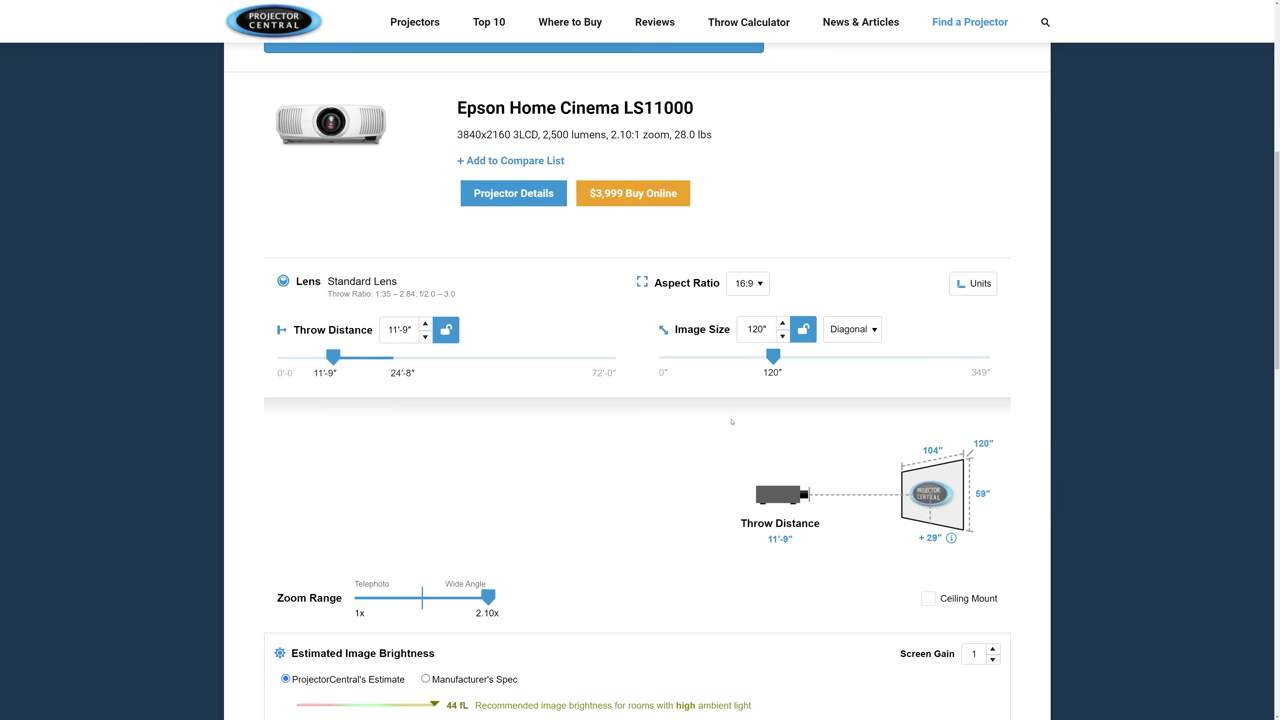 PROJECTOR CENTRAL
Projectors Top 10 Where to Buy Reviews Throw Calculator News & Articles Find a Projector
Epson Home Cinema LS11000
3840x2160 3LCD, 2,500 lumens, 2.10:1 zoom, 28.0 lbs
+ Add to Compare List
Projector Details $3,999 Buy Online
Lens Standard Lens
Throw Ratio: 1.35 – 2.84, f/2.0 – 3.0
Aspect Ratio 16:9 Units
Throw Distance 11'-9"
Image Size 120" Diagonal
0'-0 11'-9" 24'-8" 72'-0"
0" 120" 349"
104" 120"
59"
PROJECTOR CENTRAL
Throw Distance
11'-9"
+ 29"
Telephoto Wide Angle
Zoom Range
1x 2.10x
Ceiling Mount
Estimated Image Brightness
Screen Gain 1
ProjectorCentral's Estimate Manufacturer's Spec
44 fL Recommended image brightness for rooms with high ambient light